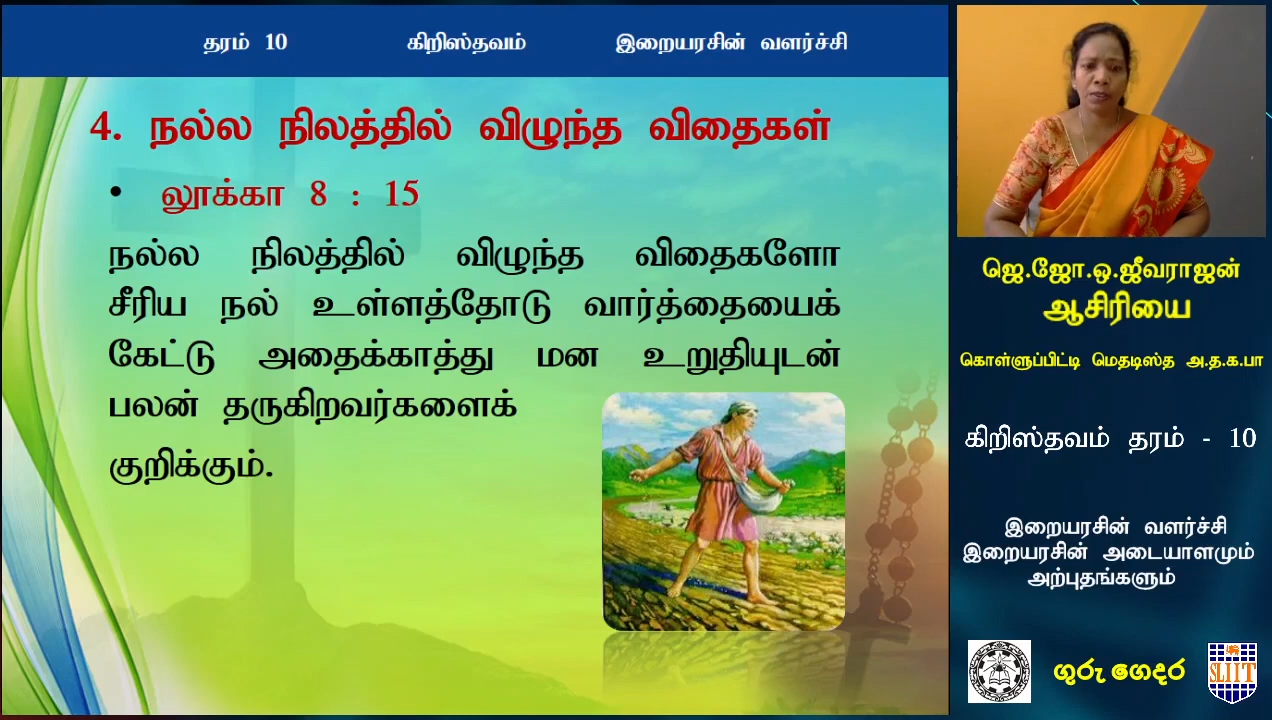 தரம் 10 கிறிஸ்தவம் இறையரசின் வளர்ச்சி
4. நல்ல நிலத்தில் விழுந்த விதைகள்
• லூக்கா 8 : 15
நல்ல நிலத்தில் விழுந்த விதைகளோ
சீரிய நல் உள்ளத்தோடு வார்த்தையைக்
கேட்டு அதைக்காத்து மன உறுதியுடன்
பலன் தருகிறவர்களைக்
குறிக்கும்.
ஜெ.ஜோ.ஒ.ஜீவராஜன்
ஆசிரியை
கொள்ளுப்பிட்டி மெதடிஸ்த அ.த.க.பா
கிறிஸ்தவம் தரம் - 10
இறையரசின் வளர்ச்சி
இறையரசின் அடையாளமும்
அற்புதங்களும்
ගුරු ගෙදර
SLIIT